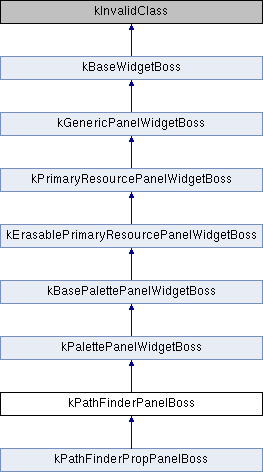 kInvalidClass
kBaseWidgetBoss
kGenericPanelWidgetBoss
kPrimaryResourcePanelWidgetBoss
kErasablePrimaryResourcePanelWidgetBoss
kBasePalettePanelWidgetBoss
kPalettePanelWidgetBoss
kPathFinderPanelBoss
kPathFinderPropPanelBoss